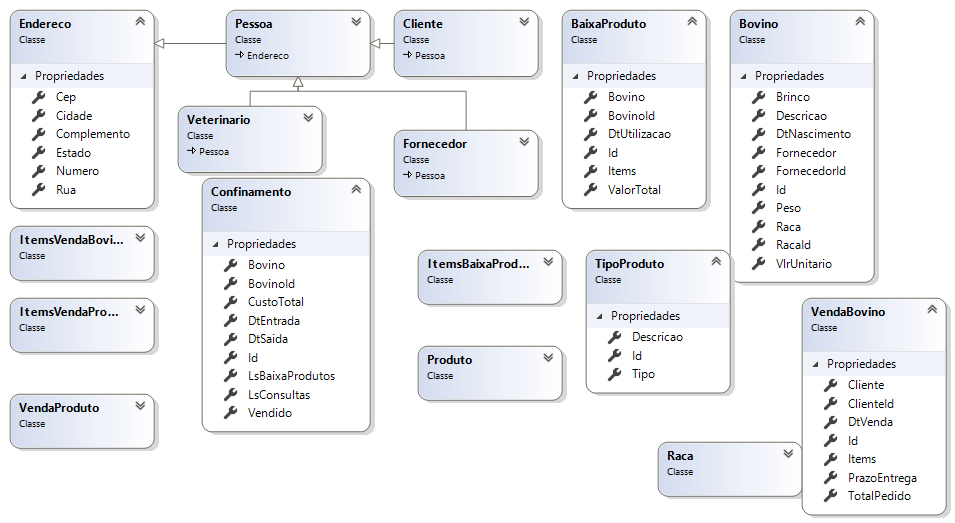 Endereco
Classe
Propriedades
Cep
Cidade
Complemento
Estado
Numero
Rua
Pessoa
Classe
Endereco
Cliente
Classe
Pessoa
BaixaProduto
Classe
Propriedades
Bovino
BovinoId
DtUtilizacao
Id
Items
ValorTotal
Bovino
Classe
Propriedades
Brinco
Descricao
DtNascimento
Fornecedor
FornecedorId
Id
Peso
Raca
RacaId
VlrUnitario
Veterinario
Classe
Pessoa
Fornecedor
Classe
Pessoa
Confinamento
Classe
Propriedades
Bovino
BovinoId
CustoTotal
DtEntrada
DtSaida
Id
LsBaixaProdutos
LsConsultas
Vendido
ItemsVendaBovi...
Classe
ItemsVendaPro...
Classe
VendaProduto
Classe
ItemsBaixaProd...
Classe
Produto
Classe
TipoProduto
Classe
Propriedades
Descricao
Id
Tipo
VendaBovino
Classe
Propriedades
Cliente
ClienteId
DtVenda
Id
Items
PrazoEntrega
TotalPedido
Raca
Classe